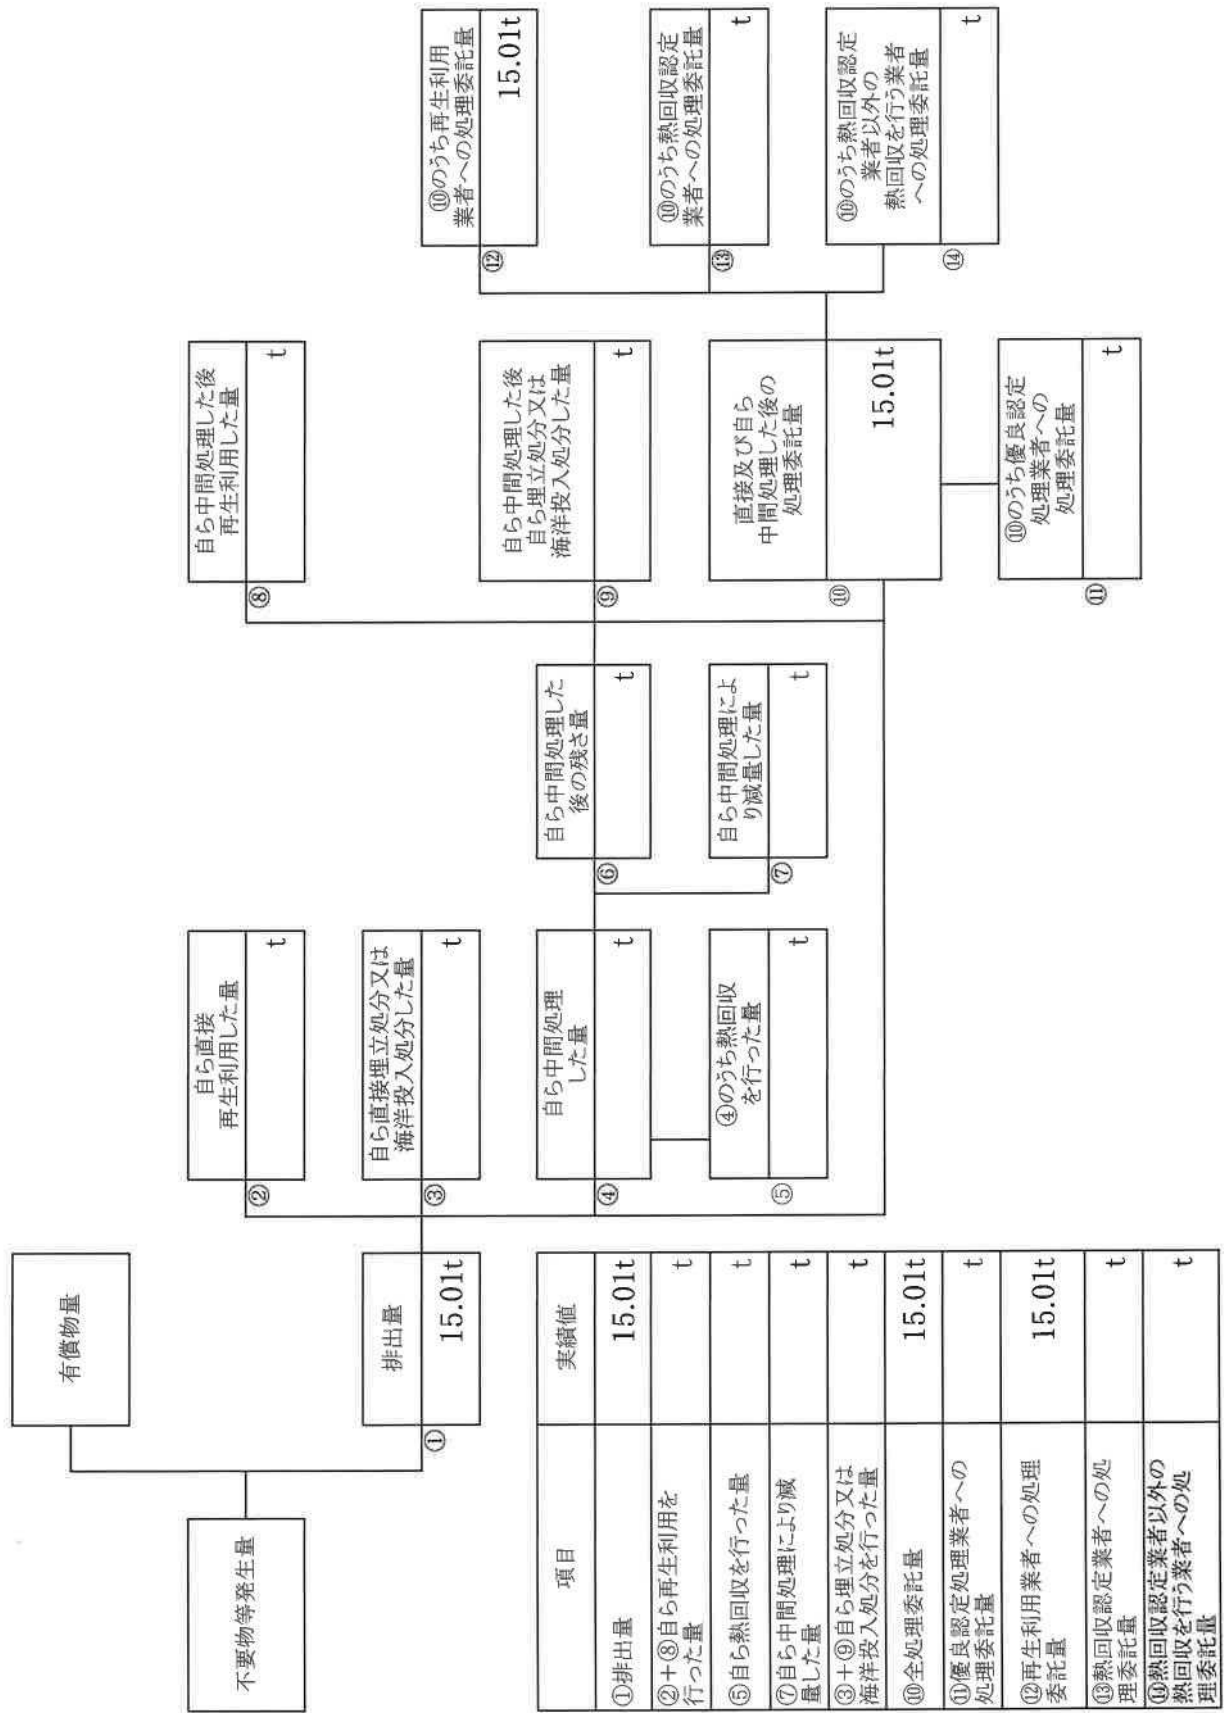 不要物等発生量
有償物量
排出量
①
15.01t
自ら直接
再生利用した量
②
t
自ら直接埋立処分又は
海洋投入処分した量
③
t
自ら中間処理
した量
④
t
④のうち熱回収
を行った量
⑤
t
自ら中間処理した
後の残さ量
⑥
t
自ら中間処理によ
り減量した量
⑦
t
自ら中間処理した後
再生利用した量
⑧
t
自ら中間処理した後
自ら埋立処分又は
海洋投入処分した量
⑨
t
直接及び自ら
中間処理した後の
処理委託量
⑩
15.01t
⑩のうち優良認定
処理業者への
処理委託量
⑪
t
⑩のうち再生利用
業者への処理委託量
⑫
15.01t
⑩のうち熱回収認定
業者への処理委託量
⑬
t
⑩のうち熱回収認定
業者以外の
熱回収を行う業者
への処理委託量
⑭
t
項目 実績値
①排出量 15.01t
②+⑧自ら再生利用を
行った量 t
⑤自ら熱回収を行った量 t
⑦自ら中間処理により減
量した量 t
③+⑨自ら埋立処分又は
海洋投入処分を行った量 t
⑩全処理委託量 15.01t
⑪優良認定処理業者への
処理委託量 t
⑫再生利用業者への処理
委託量 15.01t
⑬熱回収認定業者への処
理委託量 t
⑭熱回収認定業者以外の
熱回収を行う業者への処
理委託量 t